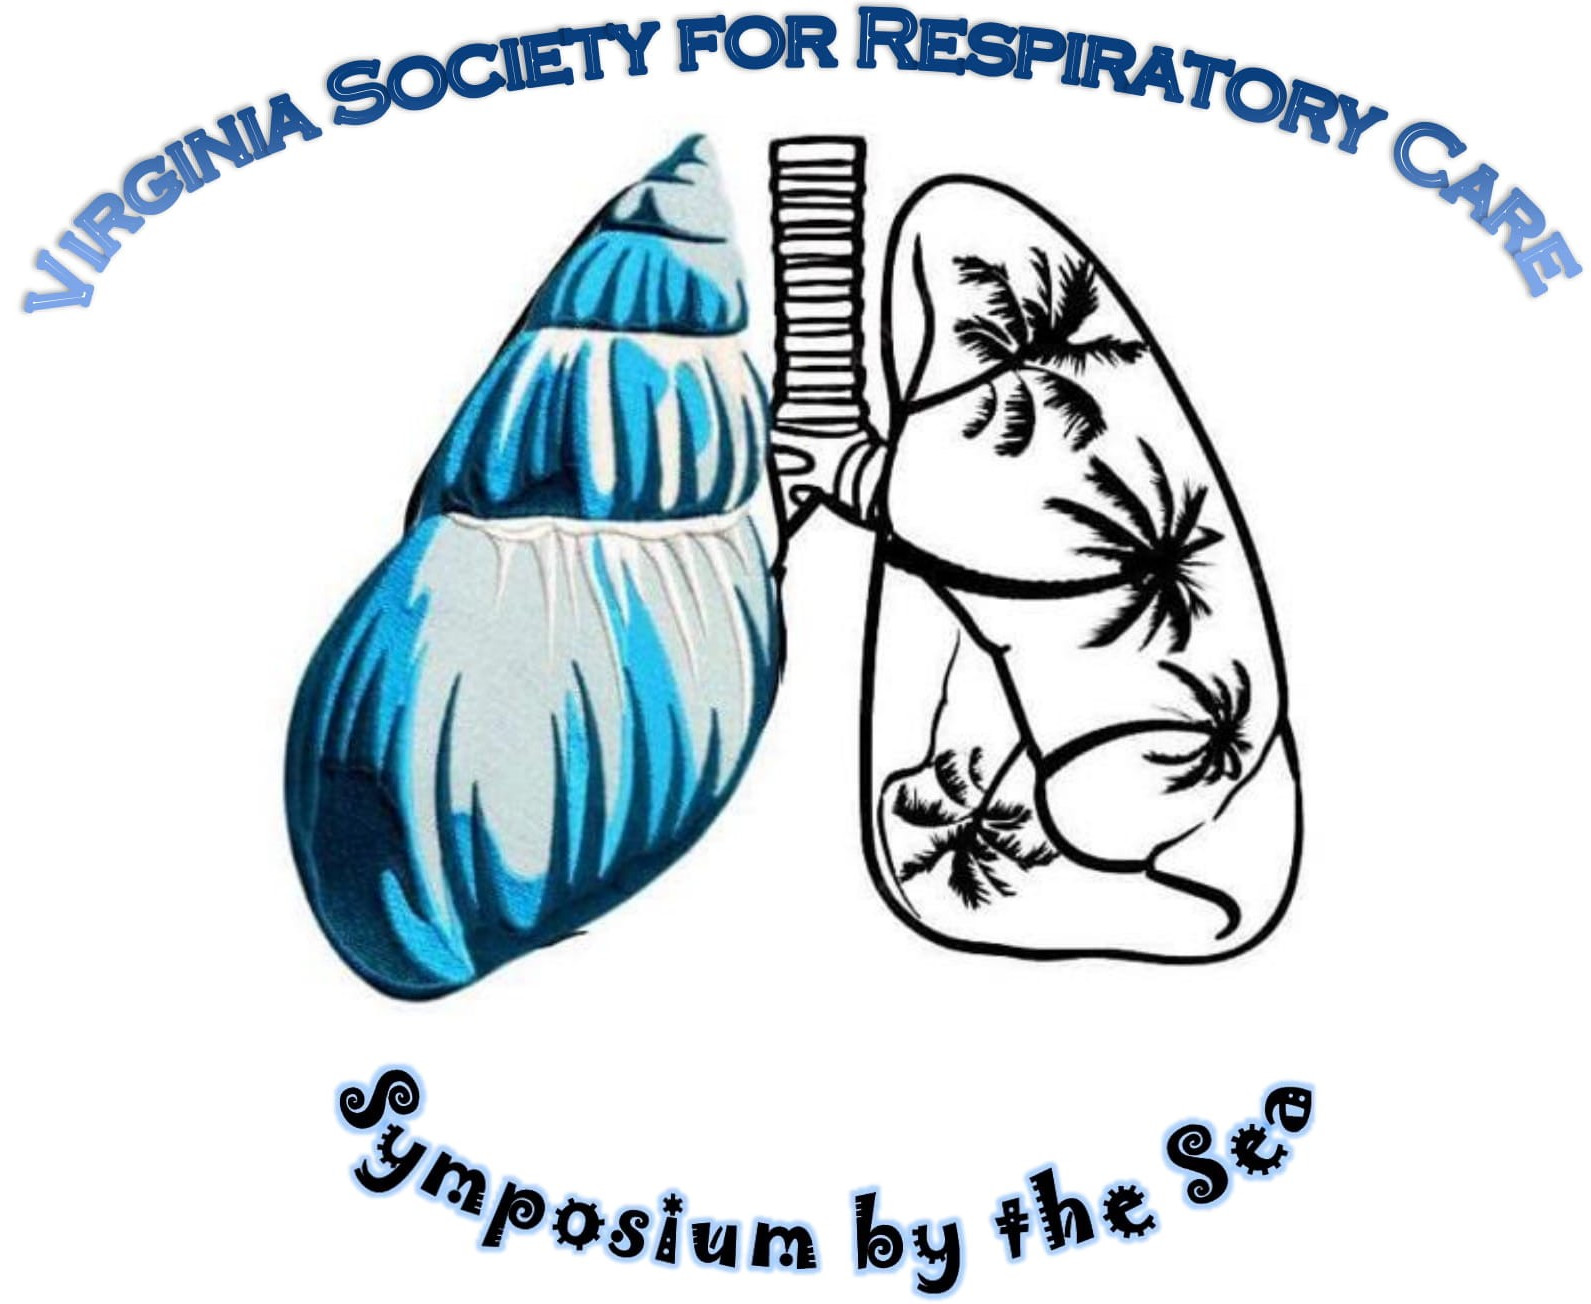 Virginia Society for Respiratory Care
Symposium by the Sea